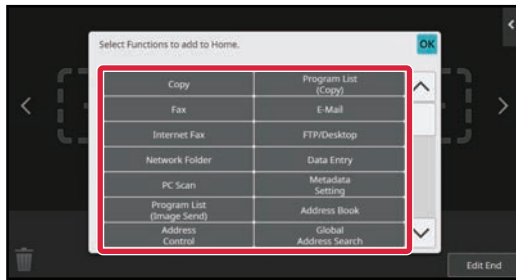 Select Functions to add to Home.
OK
Copy
Program List
(Copy)
Fax
E-Mail
Internet Fax
FTP/Desktop
Network Folder
Data Entry
PC Scan
Metadata
Setting
Program List
(Image Send)
Address Book
Address
Control
Global
Address Search
Edit End